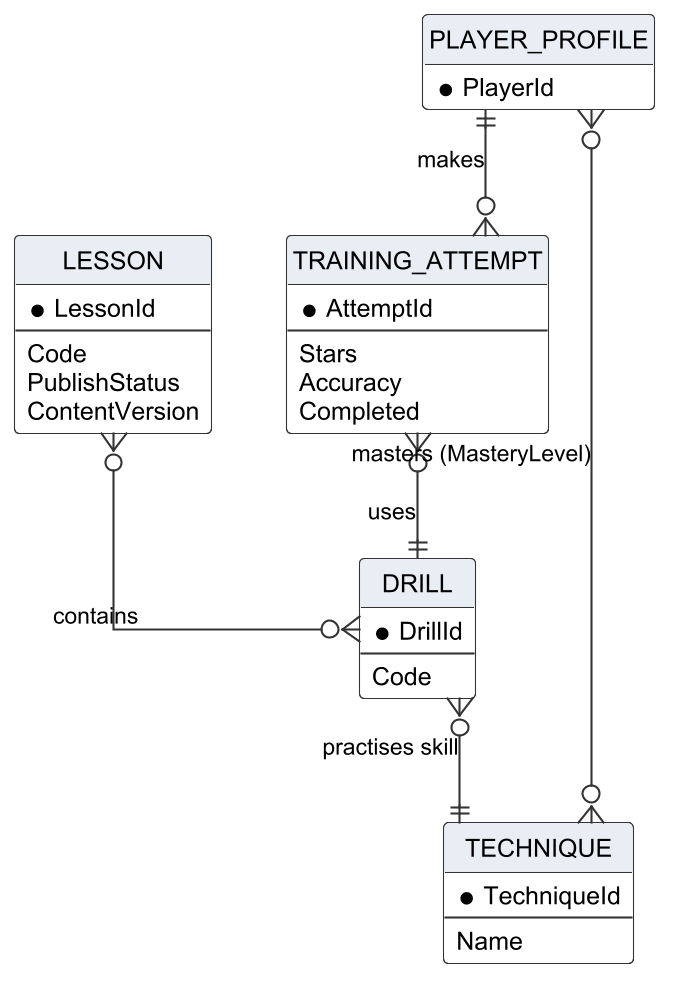 PLAYER_PROFILE
PlayerId
makes
LESSON
LessonId
Code
PublishStatus
ContentVersion
TRAINING_ATTEMPT
AttemptId
Stars
Accuracy
Completed
masters (MasteryLevel)
uses
DRILL
DrillId
Code
contains
practises skill
TECHNIQUE
TechniqueId
Name